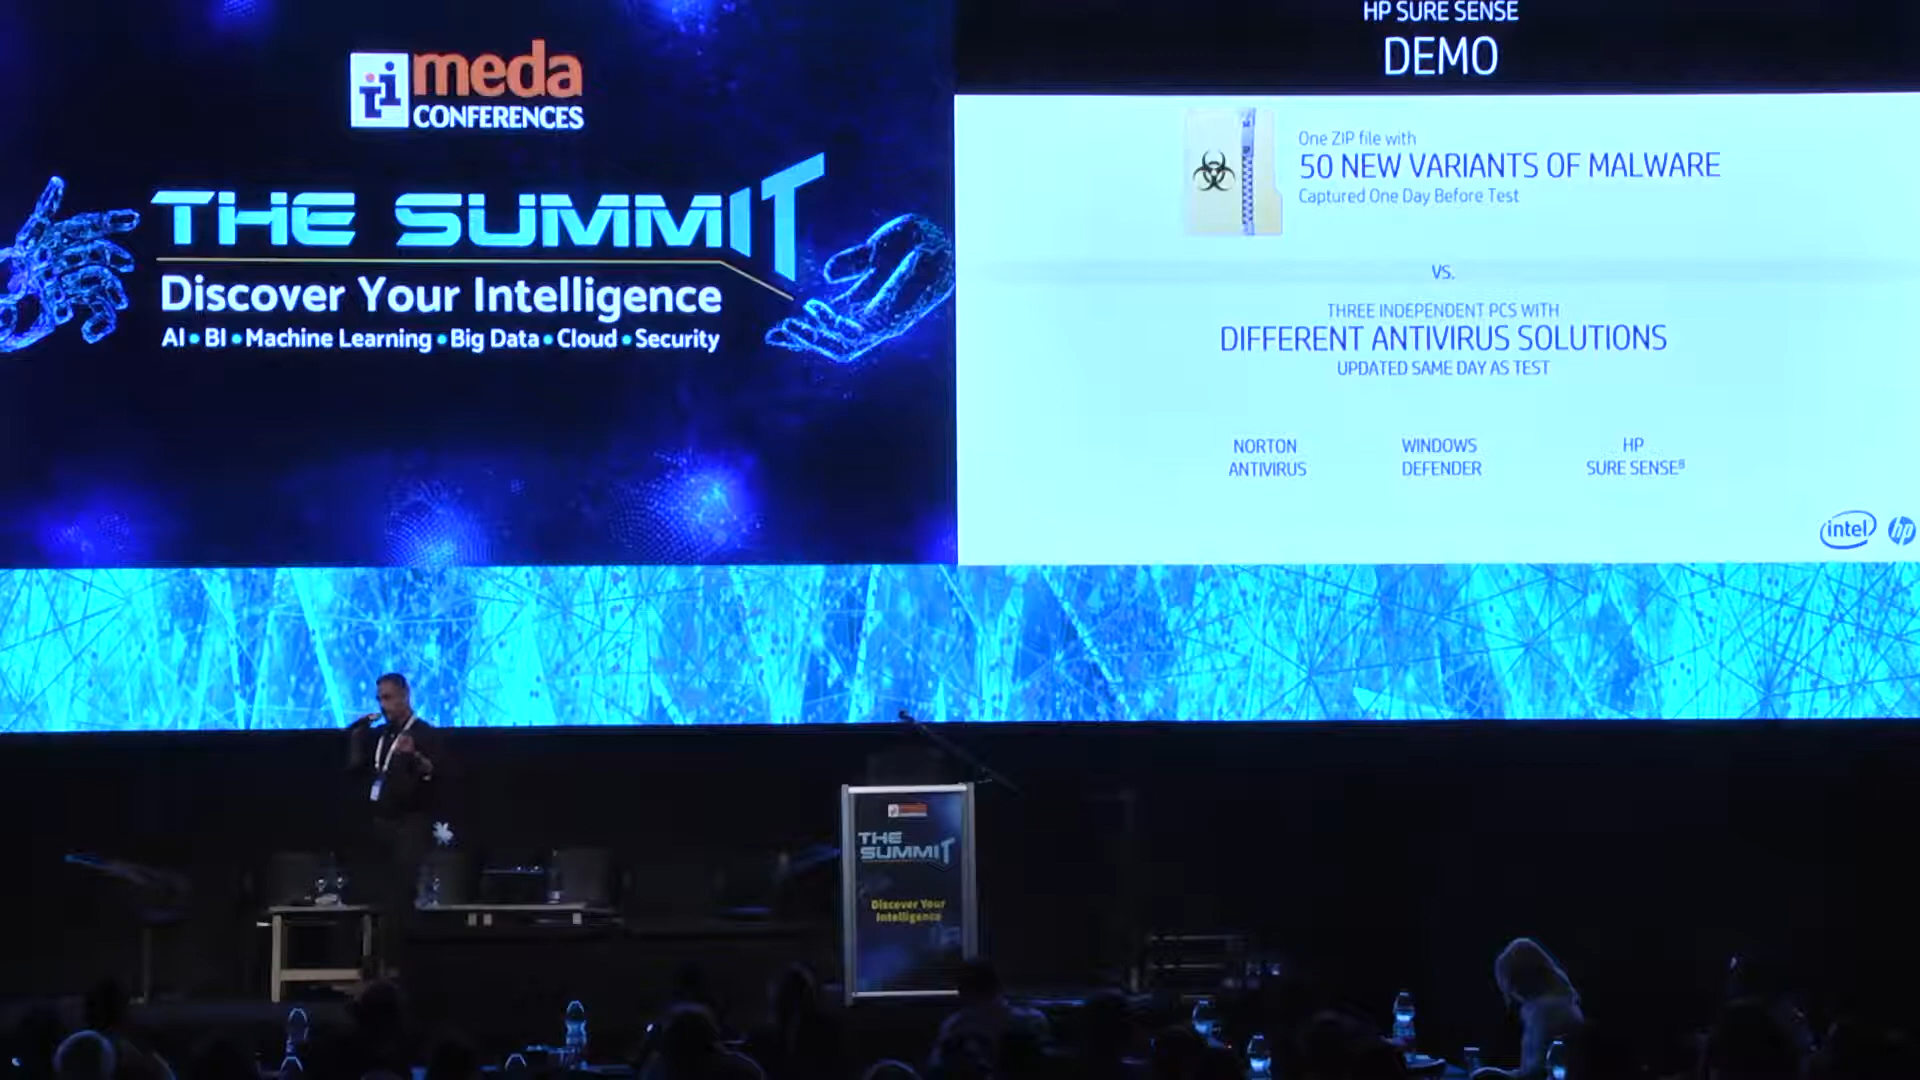 meda
CONFERENCES
THE SUMMIT
Discover Your Intelligence
AI • BI • Machine Learning • Big Data • Cloud • Security
HP SURE SENSE
DEMO
One ZIP file with
50 NEW VARIANTS OF MALWARE
Captured One Day Before Test
VS.
THREE INDEPENDENT PCS WITH
DIFFERENT ANTIVIRUS SOLUTIONS
UPDATED SAME DAY AS TEST
NORTON
ANTIVIRUS
WINDOWS
DEFENDER
HP
SURE SENSE⁸
intel
hp
THE
SUMMIT
Discover Your
Intelligence